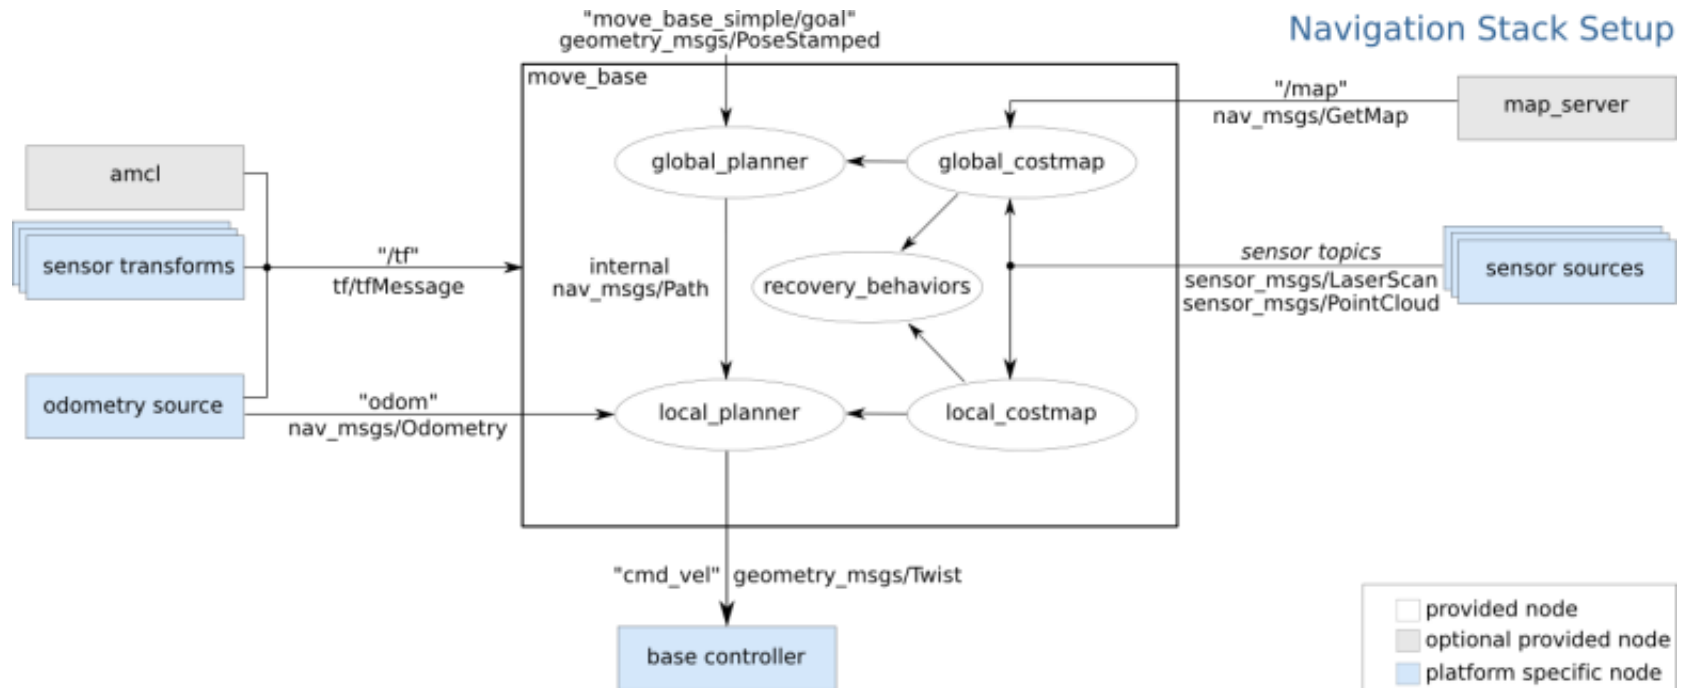 "move_base_simple/goal"
geometry_msgs/PoseStamped
Navigation Stack Setup
move_base
"/map"
nav_msgs/GetMap
map_server
global_planner
global_costmap
amcl
sensor transforms
"/tf"
tf/tfMessage
internal
nav_msgs/Path
recovery_behaviors
sensor topics
sensor_msgs/LaserScan
sensor_msgs/PointCloud
sensor sources
odometry source
"odom"
nav_msgs/Odometry
local_planner
local_costmap
"cmd_vel" geometry_msgs/Twist
base controller
provided node
optional provided node
platform specific node